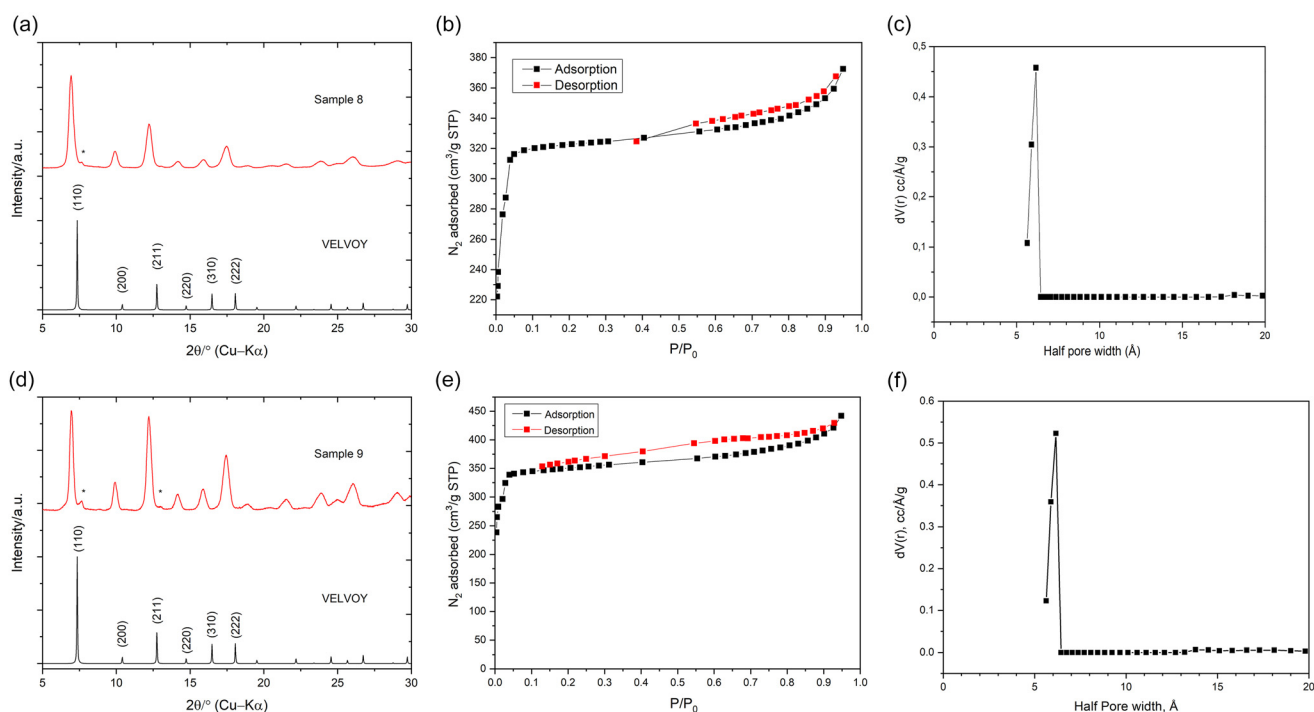 (a)
Intensity/a.u.
Sample 8
*
VELVOY
(110)
(200)
(211)
(220)
(310)
(222)
5 10 15 20 25 30
2θ/° (Cu–Kα)
(b)
N2 adsorbed (cm³/g STP)
380
360
340
320
300
280
260
240
220
Adsorption
Desorption
0.0 0.1 0.2 0.3 0.4 0.5 0.6 0.7 0.8 0.9 1.0
P/P0
(c)
dV(r) cc/Å/g
0,5
0,4
0,3
0,2
0,1
0,0
0 5 10 15 20
Half pore width (Å)
(d)
Intensity/a.u.
Sample 9
* *
VELVOY
(110)
(200)
(211)
(220)
(310)
(222)
5 10 15 20 25 30
2θ/° (Cu–Kα)
(e)
N2 adsorbed (cm³/g STP)
450
400
350
300
250
200
150
100
50
0
Adsorption
Desorption
0.0 0.1 0.2 0.3 0.4 0.5 0.6 0.7 0.8 0.9 1.0
P/P0
(f)
dV(r), cc/Å/g
0.6
0.5
0.4
0.3
0.2
0.1
0.0
0 5 10 15 20
Half Pore width, Å